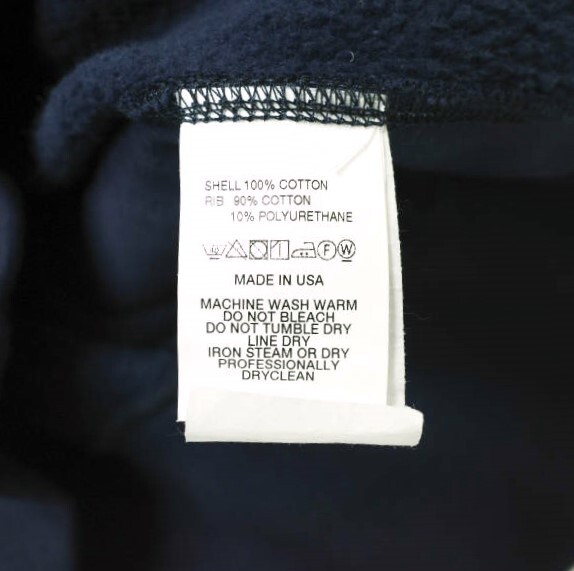 SHELL 100% COTTON
RIB 90% COTTON
10% POLYURETHANE
F W
MADE IN USA
MACHINE WASH WARM
DO NOT BLEACH
DO NOT TUMBLE DRY
LINE DRY
IRON STEAM OR DRY
PROFESSIONALLY
DRYCLEAN